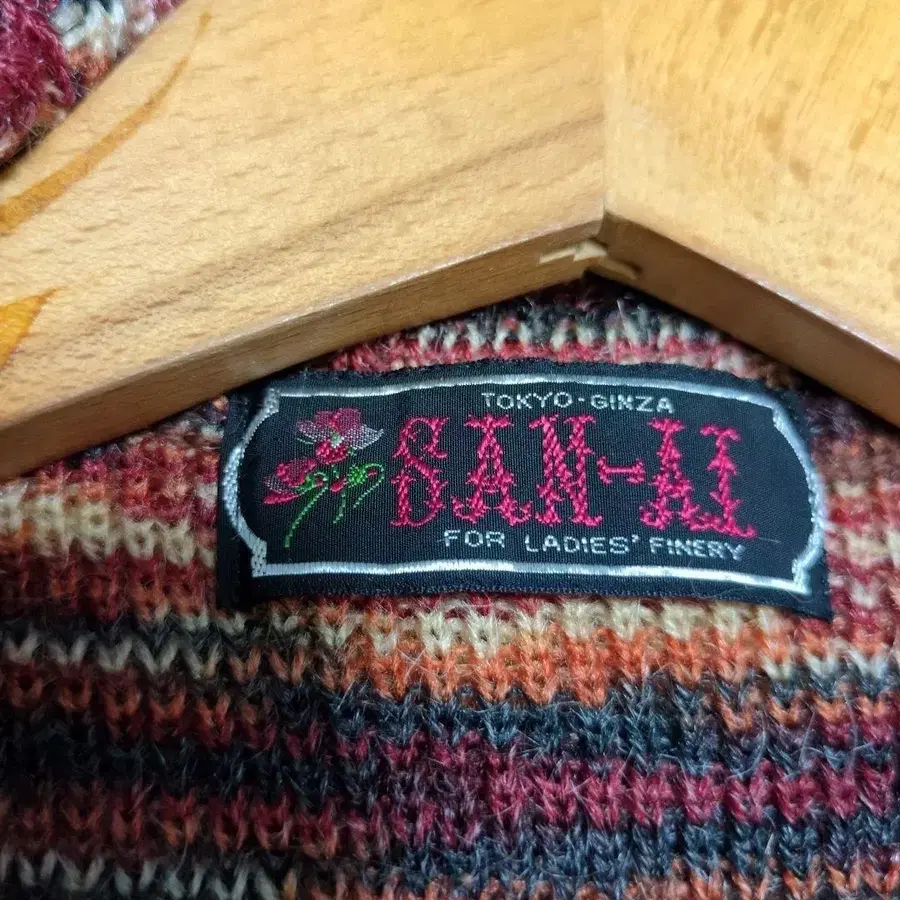 TOKYO-GINZA
SAN-AI
FOR LADIES' FINERY